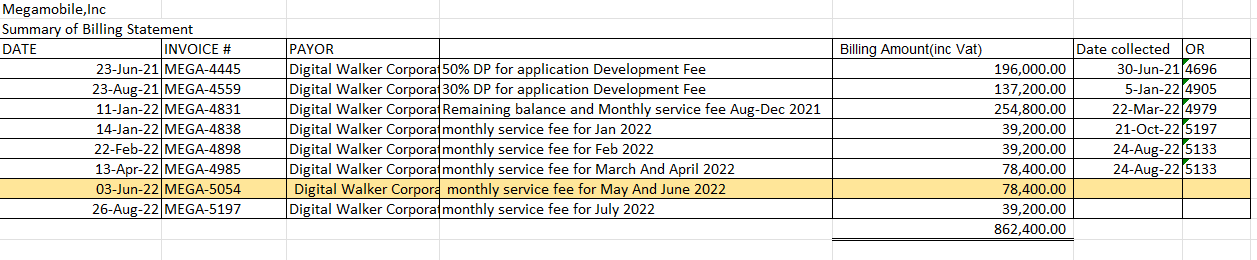 Megamobile,Inc
Summary of Billing Statement
DATE INVOICE # PAYOR Billing Amount(inc Vat) Date collected OR
23-Jun-21 MEGA-4445 Digital Walker Corporat 50% DP for application Development Fee 196,000.00 30-Jun-21 4696
23-Aug-21 MEGA-4559 Digital Walker Corporat 30% DP for application Development Fee 137,200.00 5-Jan-22 4905
11-Jan-22 MEGA-4831 Digital Walker Corporat Remaining balance and Monthly service fee Aug-Dec 2021 254,800.00 22-Mar-22 4979
14-Jan-22 MEGA-4838 Digital Walker Corporat monthly service fee for Jan 2022 39,200.00 21-Oct-22 5197
22-Feb-22 MEGA-4898 Digital Walker Corporat monthly service fee for Feb 2022 39,200.00 24-Aug-22 5133
13-Apr-22 MEGA-4985 Digital Walker Corporat monthly service fee for March And April 2022 78,400.00 24-Aug-22 5133
03-Jun-22 MEGA-5054 Digital Walker Corpora monthly service fee for May And June 2022 78,400.00
26-Aug-22 MEGA-5197 Digital Walker Corporat monthly service fee for July 2022 39,200.00
862,400.00